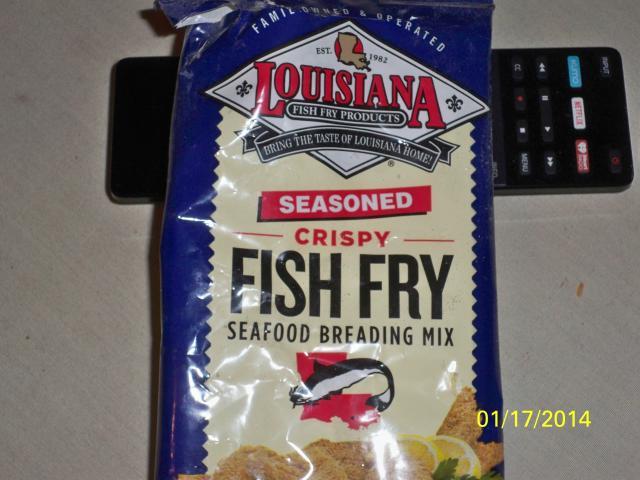 FAMILY OWNED & OPERATED
EST. 1982
LOUISIANA
FISH FRY PRODUCTS
BRING THE TASTE OF LOUISIANA HOME!
®
SEASONED
CRISPY
FISH FRY
SEAFOOD BREADING MIX
INPUT
CC
NETFLIX
MENU
01/17/2014